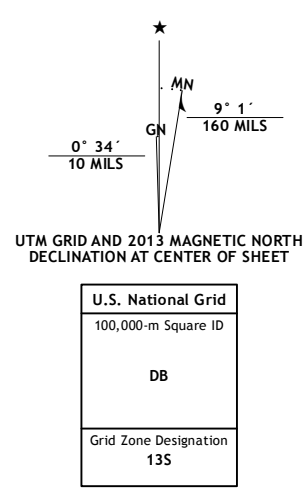 ★
MN
9° 1´
160 MILS
GN
0° 34´
10 MILS
UTM GRID AND 2013 MAGNETIC NORTH
DECLINATION AT CENTER OF SHEET
U.S. National Grid
100,000-m Square ID
DB
Grid Zone Designation
13S